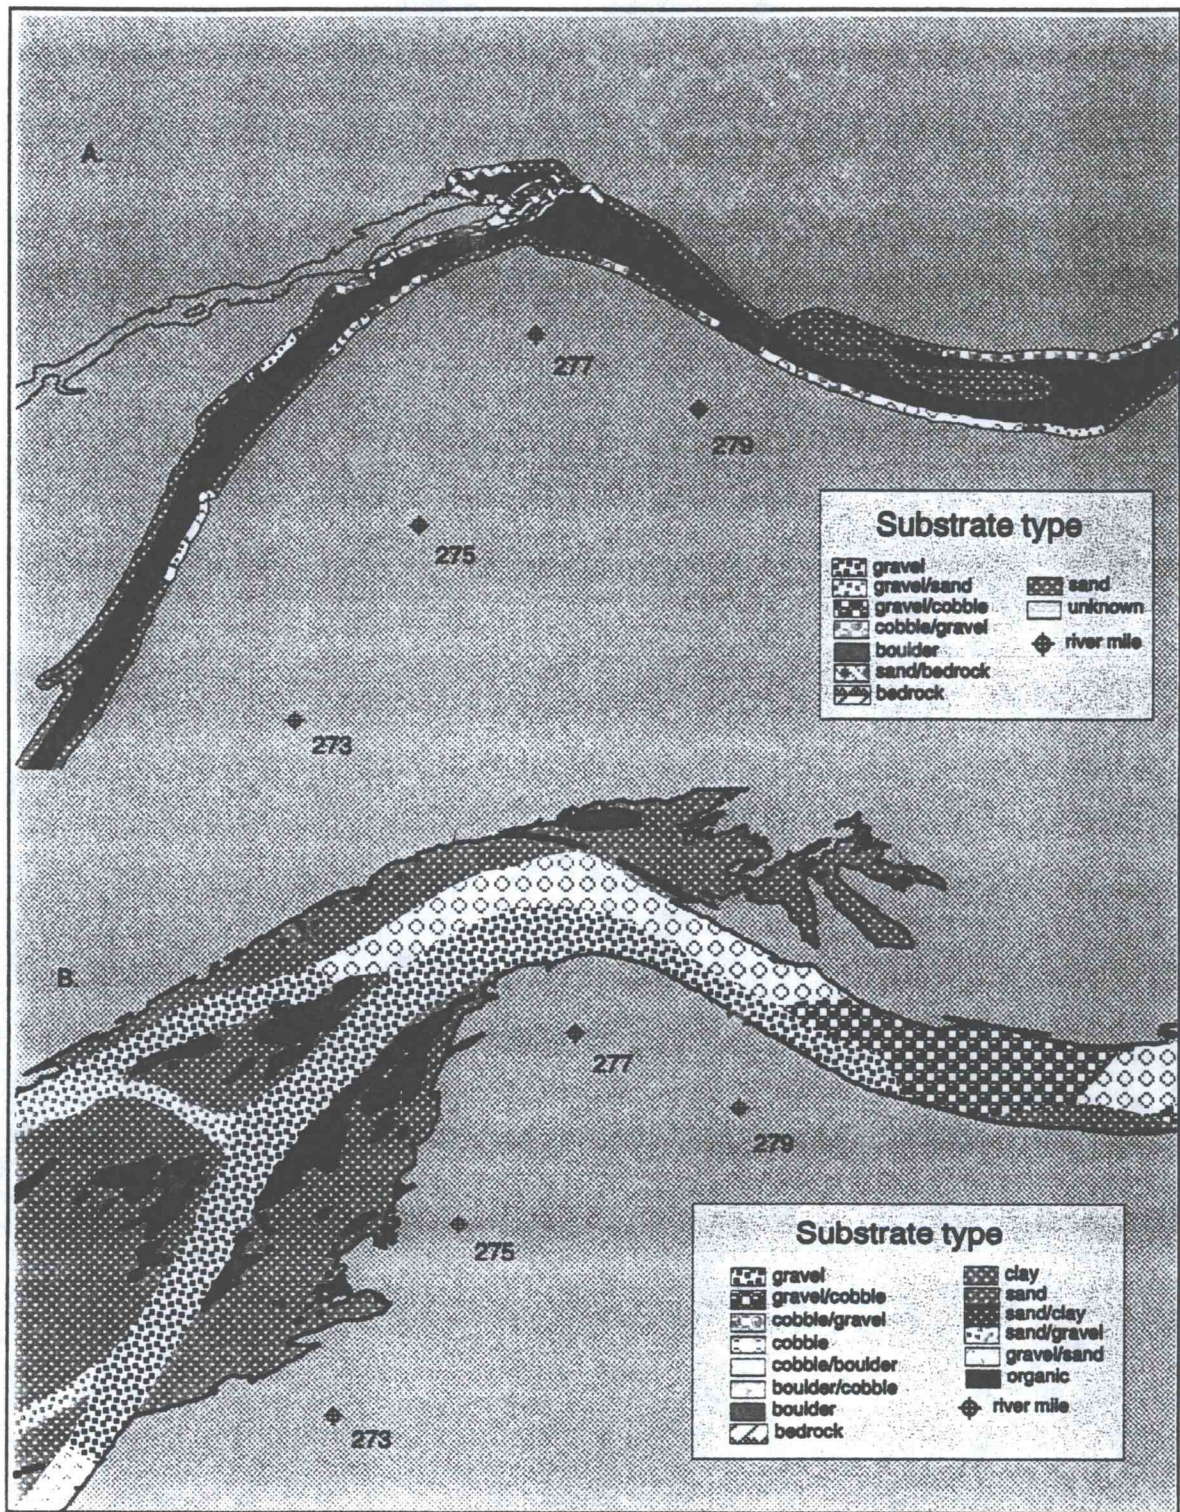 A.
277
279
275
273
Substrate type
gravel
gravel/sand
gravel/cobble
cobble/gravel
boulder
sand/bedrock
bedrock
sand
unknown
river mile
B.
277
279
275
273
Substrate type
gravel
gravel/cobble
cobble/gravel
cobble
cobble/boulder
boulder/cobble
boulder
bedrock
clay
sand
sand/clay
sand/gravel
gravel/sand
organic
river mile